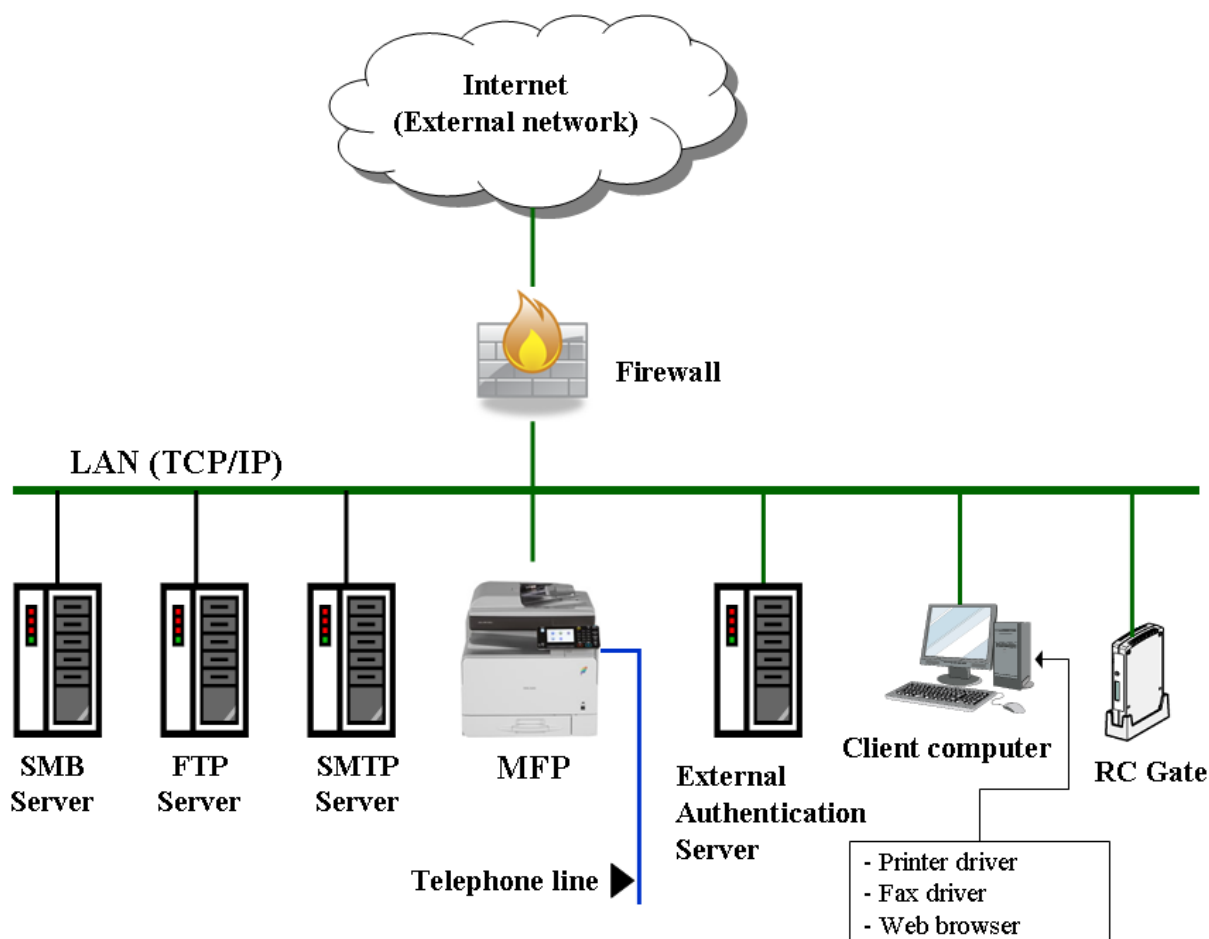 Internet
(External network)
Firewall
LAN (TCP/IP)
SMB
Server
FTP
Server
SMTP
Server
MFP
External
Authentication
Server
Client computer
RC Gate
Telephone line
- Printer driver
- Fax driver
- Web browser